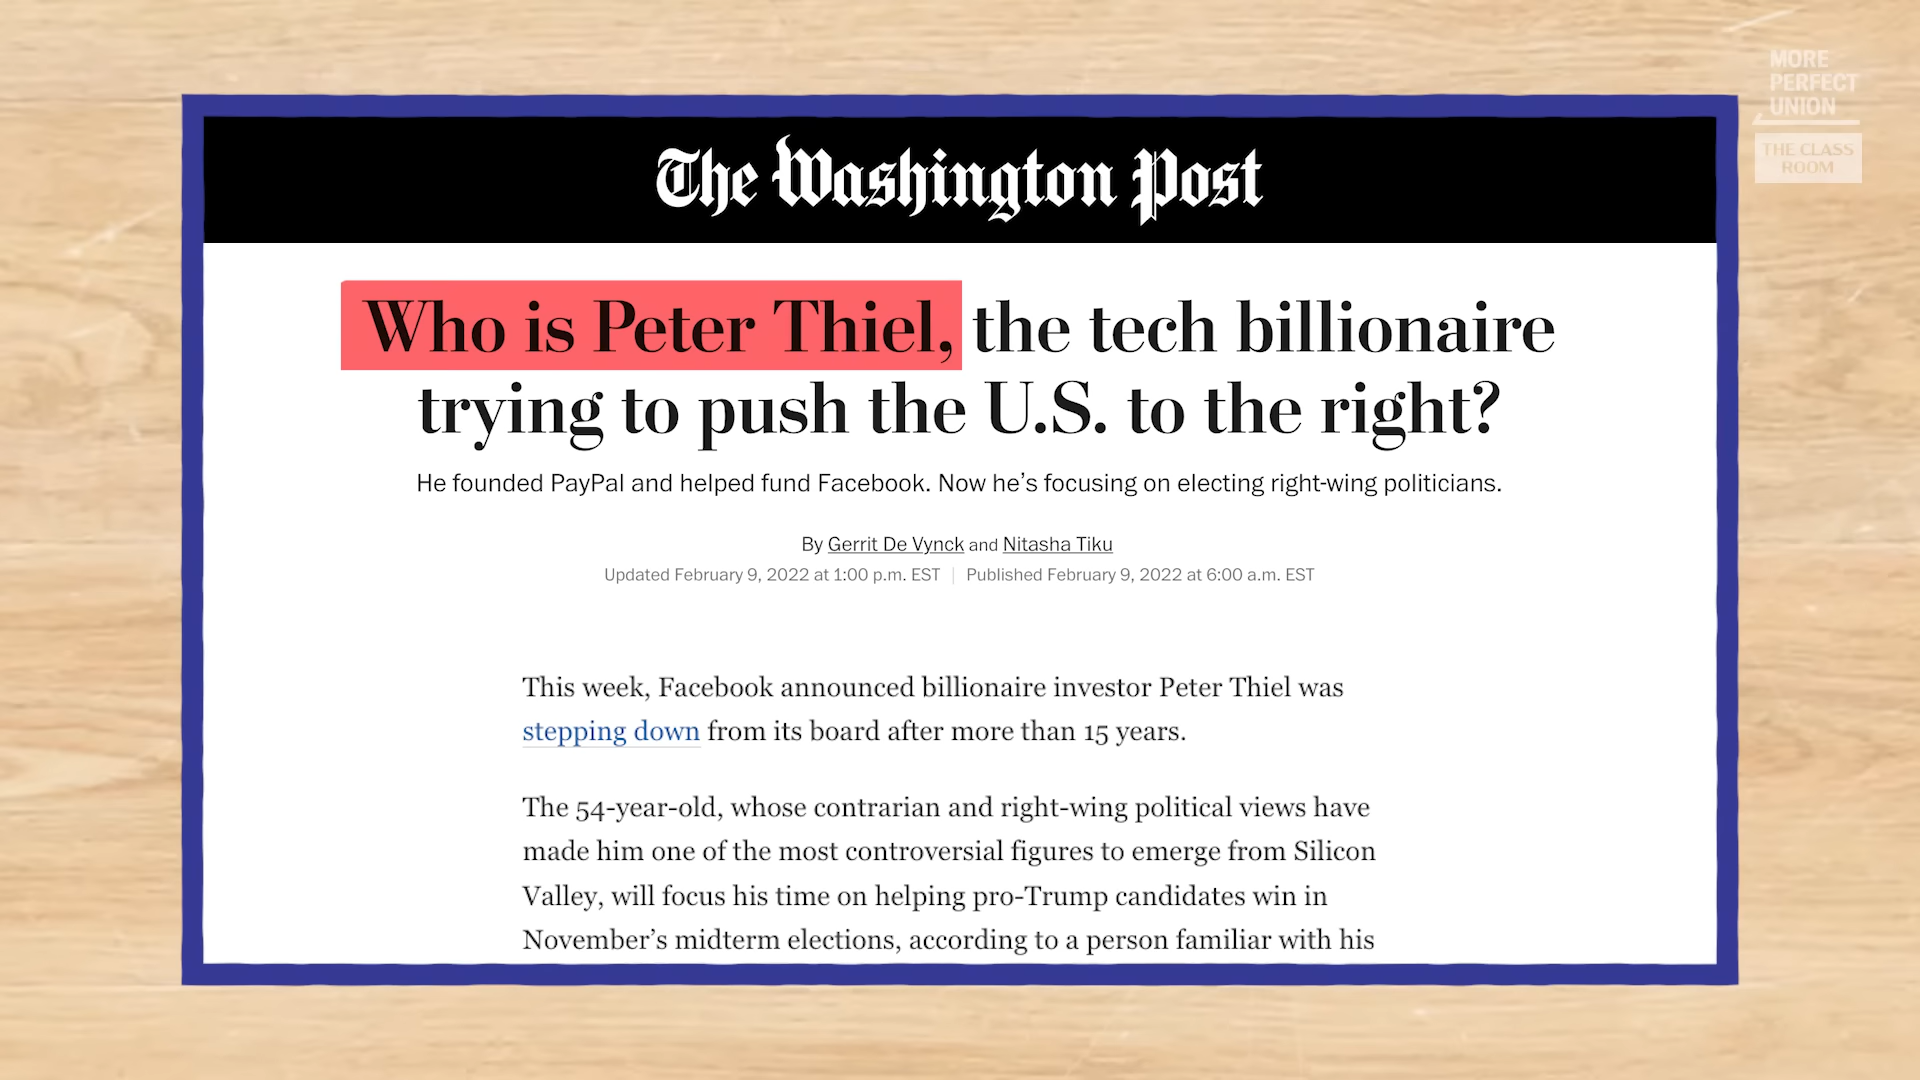 MORE
PERFECT
UNION
THE CLASS
ROOM
The Washington Post
Who is Peter Thiel, the tech billionaire
trying to push the U.S. to the right?
He founded PayPal and helped fund Facebook. Now he’s focusing on electing right-wing politicians.
By Gerrit De Vynck and Nitasha Tiku
Updated February 9, 2022 at 1:00 p.m. EST | Published February 9, 2022 at 6:00 a.m. EST
This week, Facebook announced billionaire investor Peter Thiel was
stepping down from its board after more than 15 years.
The 54-year-old, whose contrarian and right-wing political views have
made him one of the most controversial figures to emerge from Silicon
Valley, will focus his time on helping pro-Trump candidates win in
November’s midterm elections, according to a person familiar with his